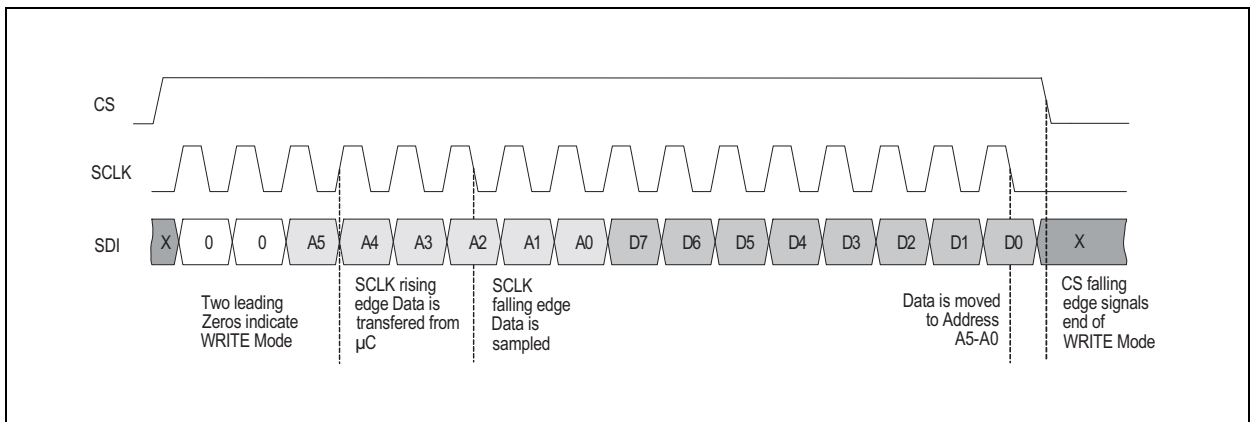 CS
SCLK
SDI X 0 0 A5 A4 A3 A2 A1 A0 D7 D6 D5 D4 D3 D2 D1 D0 X
Two leading
Zeros indicate
WRITE Mode
SCLK rising
edge Data is
transfered from
µC
SCLK
falling edge
Data is
sampled
Data is moved
to Address
A5-A0
CS falling
edge signals
end of
WRITE Mode